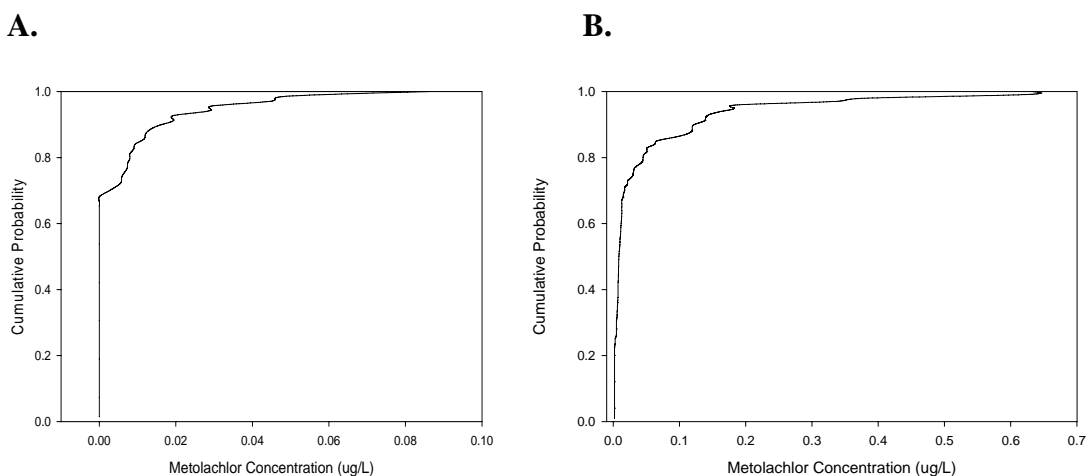 A.
B.
1.0
0.8
0.6
0.4
0.2
0.0
Cumulative Probability
0.00 0.02 0.04 0.06 0.08 0.10
Metolachlor Concentration (ug/L)
1.0
0.8
0.6
0.4
0.2
0.0
Cumulative Probability
0.0 0.1 0.2 0.3 0.4 0.5 0.6 0.7
Metolachlor Concentration (ug/L)